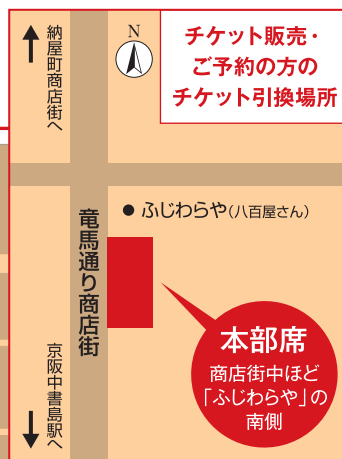 チケット販売・
ご予約の方の
チケット引換場所
N
納屋町商店街へ
ふじわらや(八百屋さん)
竜馬通り商店街
本部席
商店街中ほど
「ふじわらや」の
南側
京阪中書島駅へ